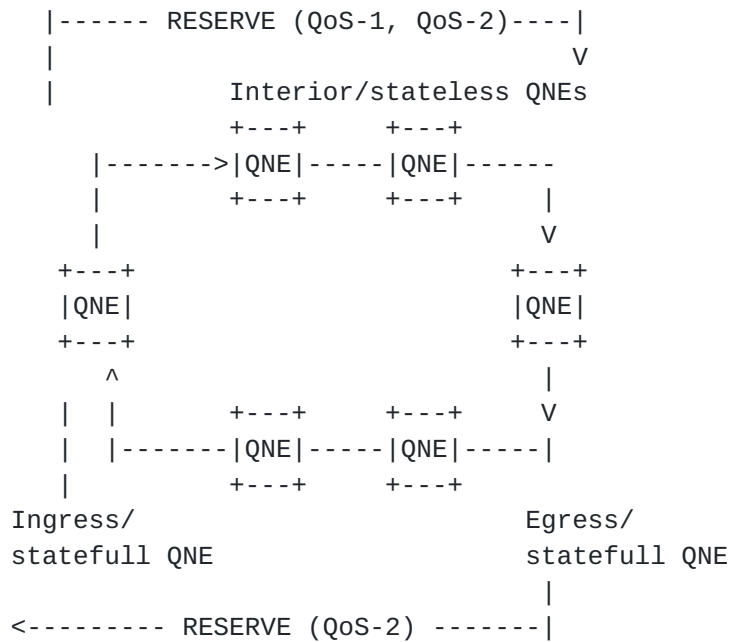 |------ RESERVE (QoS-1, QoS-2)----|
|                                  V
|           Interior/stateless QNEs
            +---+     +---+
   |------->|QNE|-----|QNE|------
   |        +---+     +---+     |
   |                            V
 +---+                        +---+
 |QNE|                        |QNE|
 +---+                        +---+
    ^                           |
 |  |       +---+     +---+     V
 |  |-------|QNE|-----|QNE|-----|
 |          +---+     +---+
Ingress/                    Egress/
statefull QNE               statefull QNE
                              |
<--------- RESERVE (QoS-2) -------|